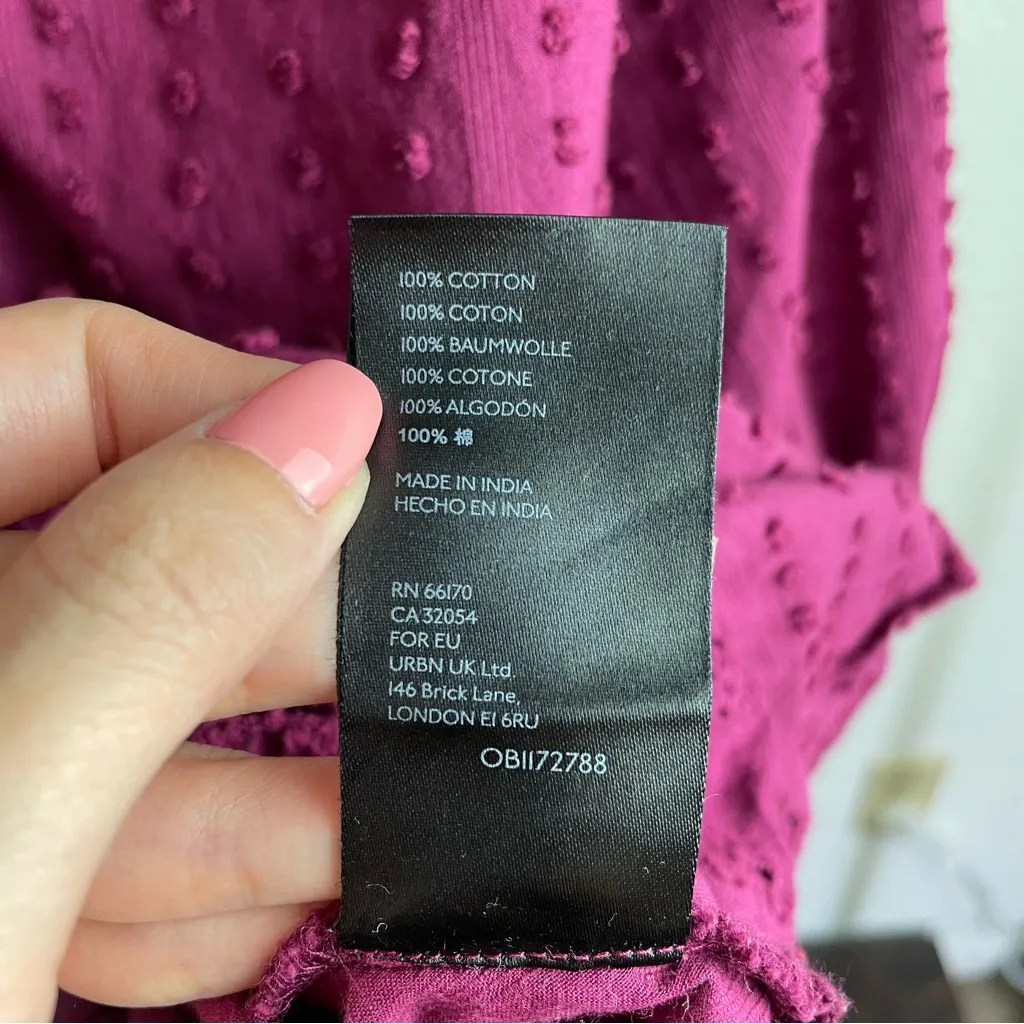 100% COTTON
100% COTON
100% BAUMWOLLE
100% COTONE
100% ALGODÓN
100% 棉
MADE IN INDIA
HECHO EN INDIA
RN 66170
CA 32054
FOR EU
URBN UK Ltd.
146 Brick Lane,
LONDON E1 6RU
OB1172788